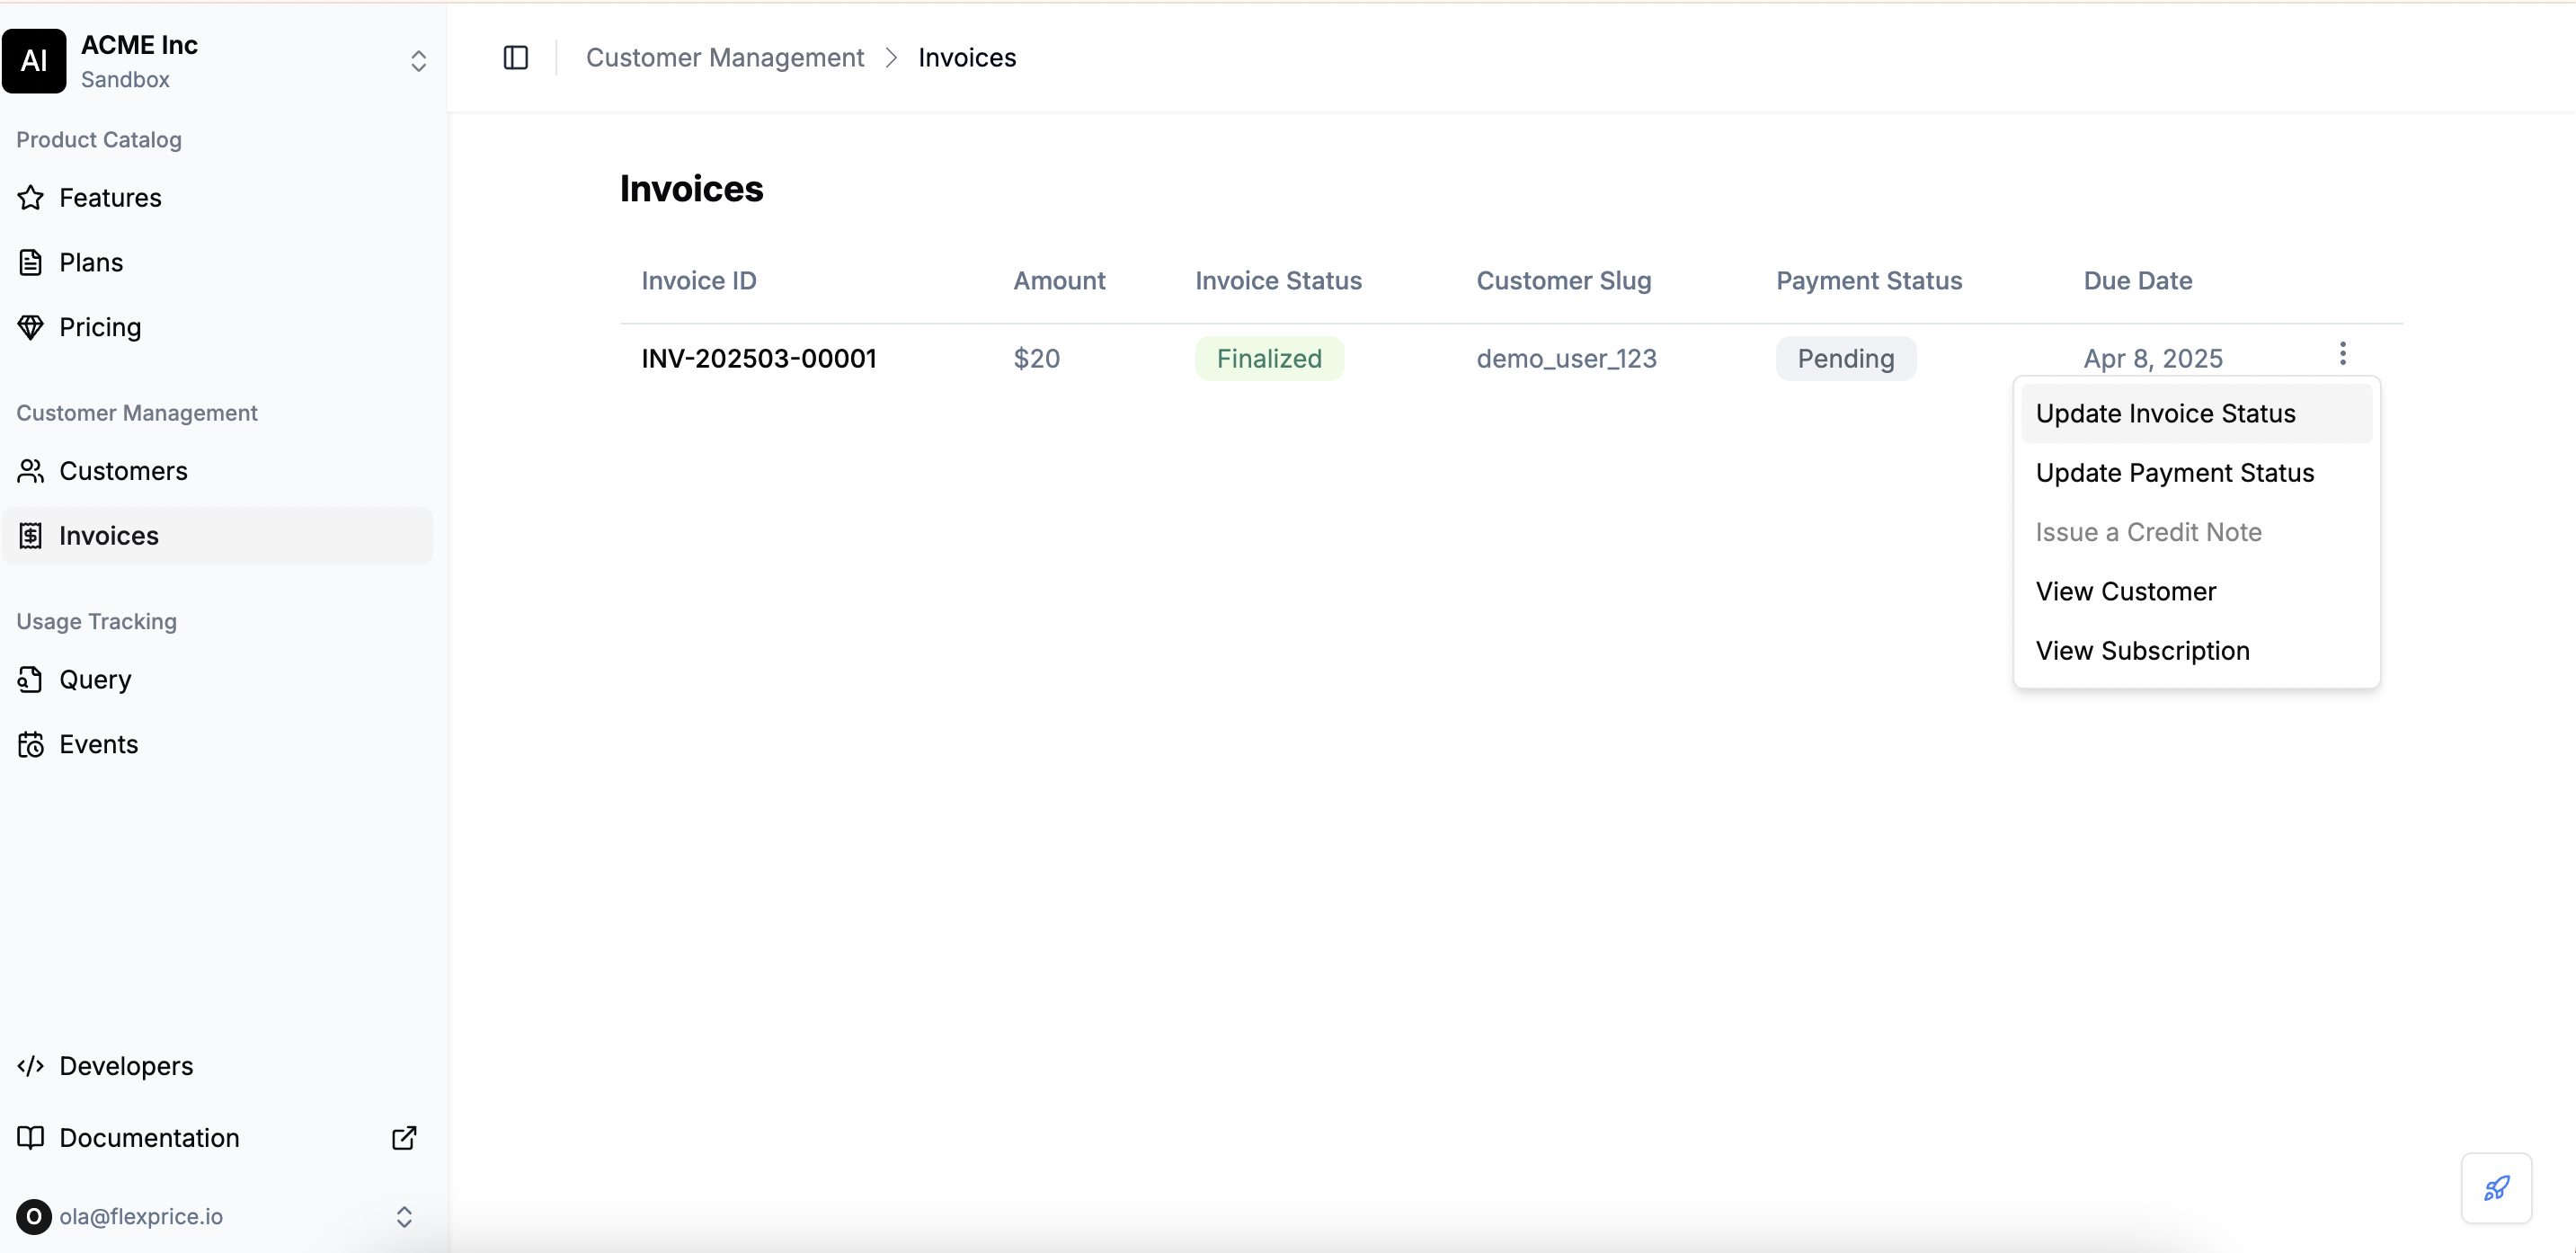 AI
ACME Inc
Sandbox
Product Catalog
Features
Plans
Pricing
Customer Management
Customers
Invoices
Usage Tracking
Query
Events
Developers
Documentation
O
ola@flexprice.io
Customer Management > Invoices
Invoices
Invoice ID Amount Invoice Status Customer Slug Payment Status Due Date
INV-202503-00001 $20 Finalized demo_user_123 Pending Apr 8, 2025
Update Invoice Status
Update Payment Status
Issue a Credit Note
View Customer
View Subscription